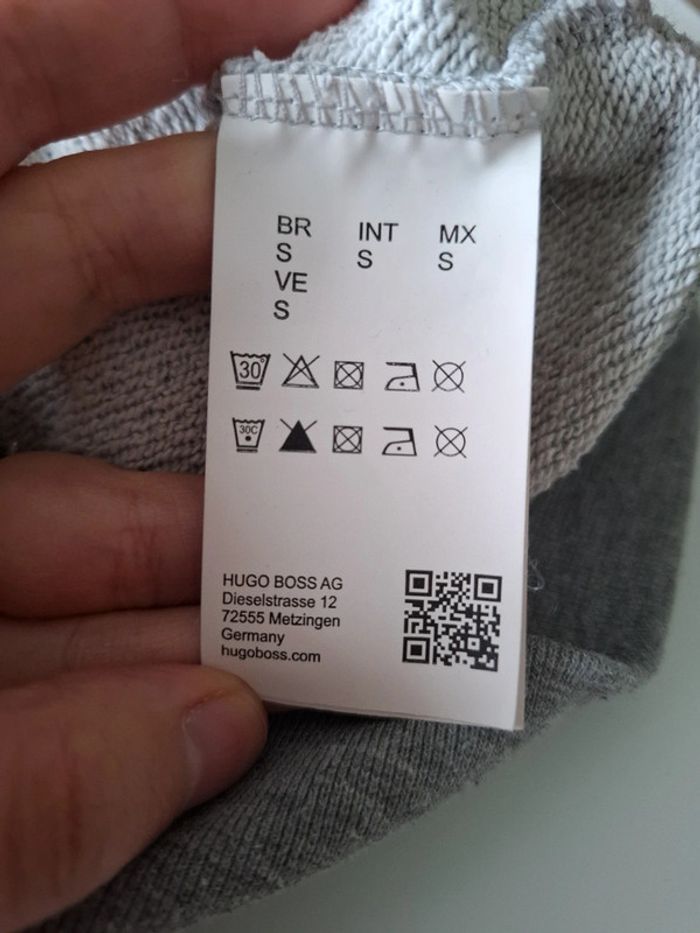 BR INT MX
S S S
VE
S
30°
30C
HUGO BOSS AG
Dieselstrasse 12
72555 Metzingen
Germany
hugoboss.com